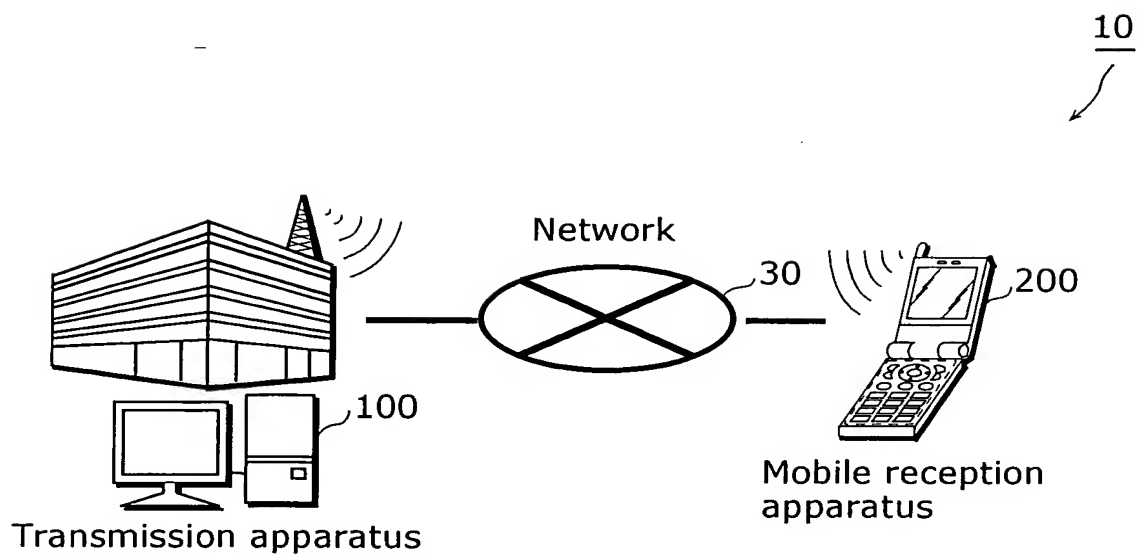 10
Network
30
200
100
Mobile reception
apparatus
Transmission apparatus